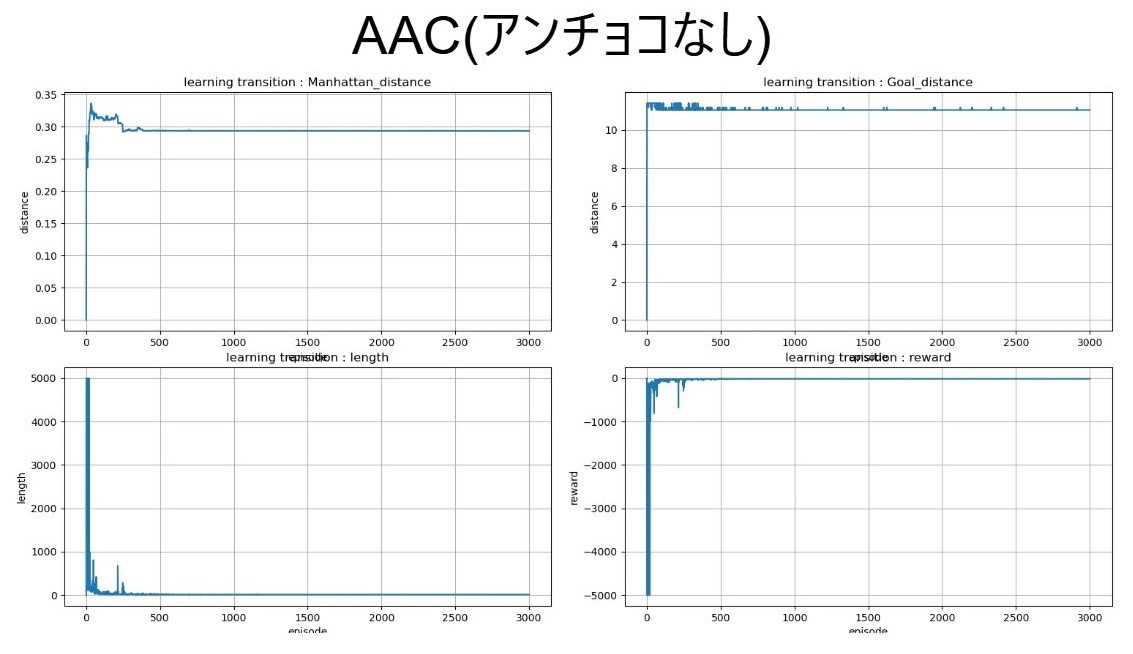 AAC(アンチョコなし)
learning transition : Manhattan_distance
0.35
0.30
0.25
0.20
0.15
0.10
0.05
0.00
distance
0 500 1000 1500 2000 2500 3000
episode
learning transition : Goal_distance
10
8
6
4
2
0
distance
0 500 1000 1500 2000 2500 3000
episode
learning transition : length
5000
4000
3000
2000
1000
0
length
0 500 1000 1500 2000 2500 3000
episode
learning transition : reward
0
−1000
−2000
−3000
−4000
−5000
reward
0 500 1000 1500 2000 2500 3000
episode